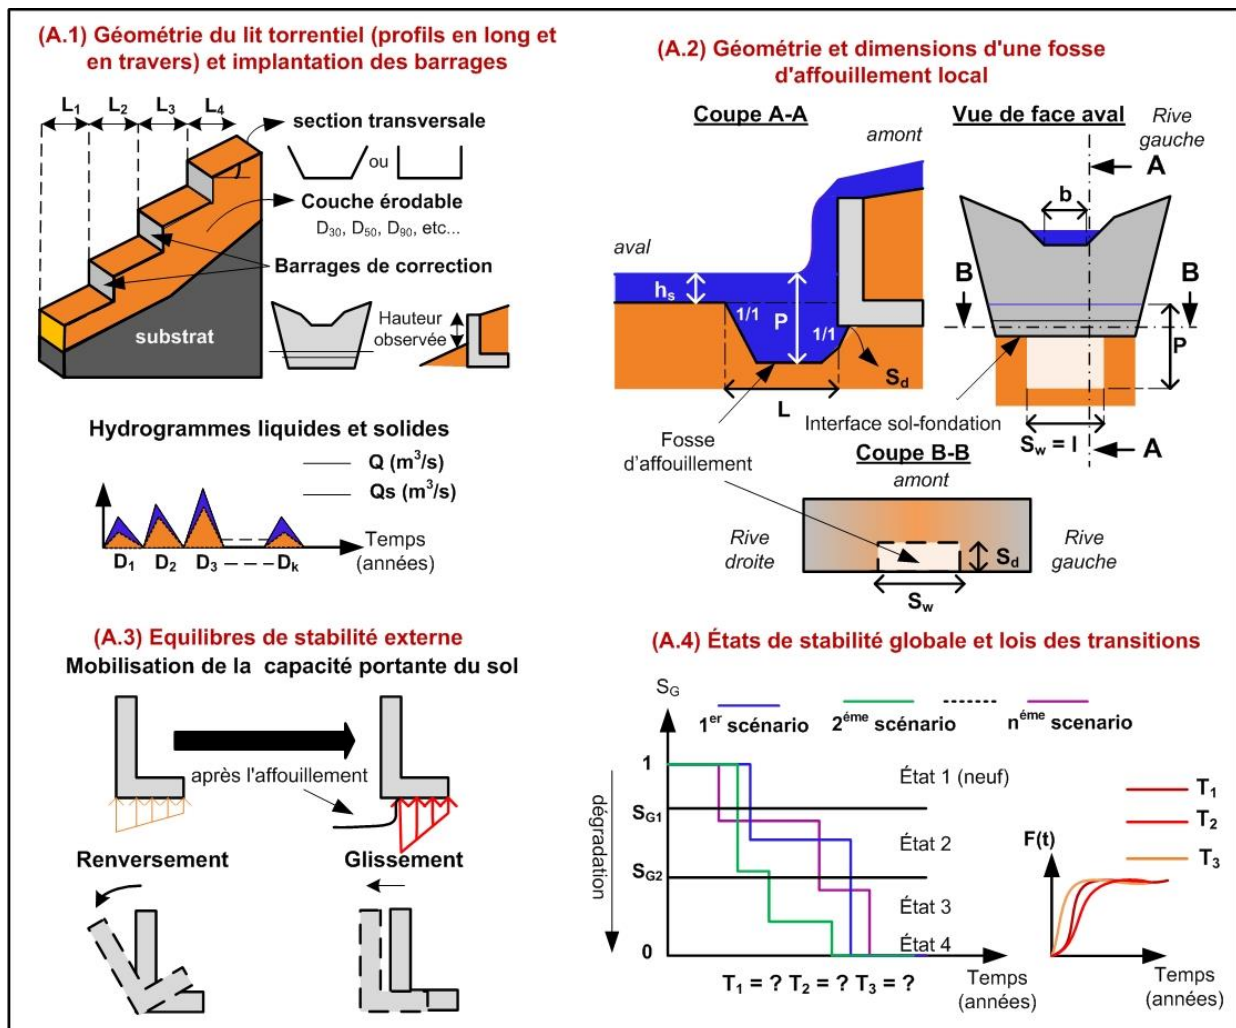 (A.1) Géométrie du lit torrentiel (profils en long et
en travers) et implantation des barrages
L1 L2 L3 L4
section transversale
ou
Couche érodable
D30, D50, D90, etc...
Barrages de correction
substrat
Hauteur
observée
Hydrogrammes liquides et solides
Q (m³/s)
Qs (m³/s)
D1 D2 D3 Dk
Temps
(années)
(A.2) Géométrie et dimensions d'une fosse
d'affouillement local
Coupe A-A
amont
aval
hs
1/1
P
1/1
Sd
L
Fosse
d'affouillement
Vue de face aval
Rive
gauche
A
b
B
B
P
Interface sol-fondation
Sw = l
A
Coupe B-B
amont
Rive
droite
Rive
gauche
Sd
Sw
(A.3) Equilibres de stabilité externe
Mobilisation de la capacité portante du sol
après l'affouillement
Renversement
Glissement
(A.4) États de stabilité globale et lois des transitions
SG
1er scénario
2éme scénario
néme scenario
1
État 1 (neuf)
SG1
État 2
dégradation
SG2
État 3
État 4
0
T1 = ? T2 = ? T3 = ?
Temps
(années)
T1
T2
T3
F(t)
Temps
(années)